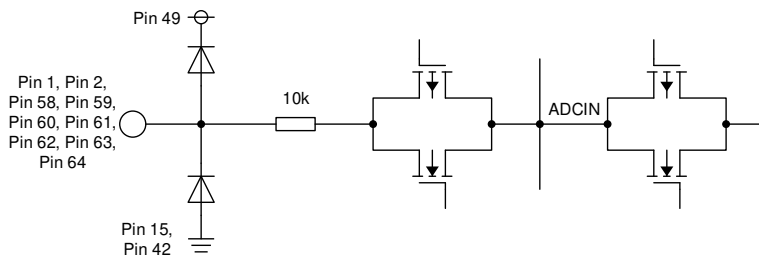 Pin 49
Pin 1, Pin 2,
Pin 58, Pin 59,
Pin 60, Pin 61,
Pin 62, Pin 63,
Pin 64
10k
ADCIN
Pin 15,
Pin 42